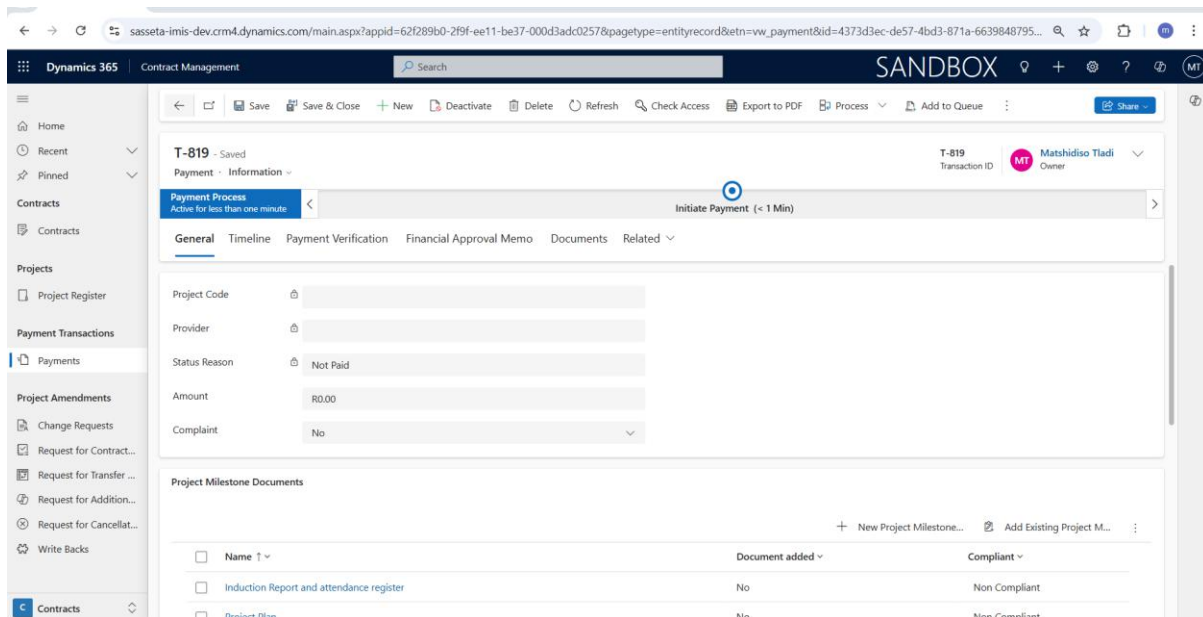 sasseta-imis-dev.crm4.dynamics.com/main.aspx?appid=62f289b0-2f9f-ee11-be37-000d3adc0257&pagetype=entityrecord&etn=vw_payment&id=4373d3ec-de57-4bd3-871a-6639848795...
m
Dynamics 365 Contract Management Search SANDBOX + ? MT
Save Save & Close New Deactivate Delete Refresh Check Access Export to PDF Process Add to Queue Share
Home
Recent
Pinned
Contracts
Contracts
Projects
Project Register
Payment Transactions
Payments
Project Amendments
Change Requests
Request for Contract...
Request for Transfer ...
Request for Addition...
Request for Cancellat...
Write Backs
C Contracts
T-819 - Saved
Payment · Information
T-819
Transaction ID
MT Matshidiso Tladi
Owner
Payment Process
Active for less than one minute
Initiate Payment (< 1 Min)
General Timeline Payment Verification Financial Approval Memo Documents Related
Project Code
Provider
Status Reason Not Paid
Amount R0.00
Complaint No
Project Milestone Documents
New Project Milestone... Add Existing Project M...
Name ↑ Document added Compliant
Induction Report and attendance register No Non Compliant
Project Plan No Non Compliant